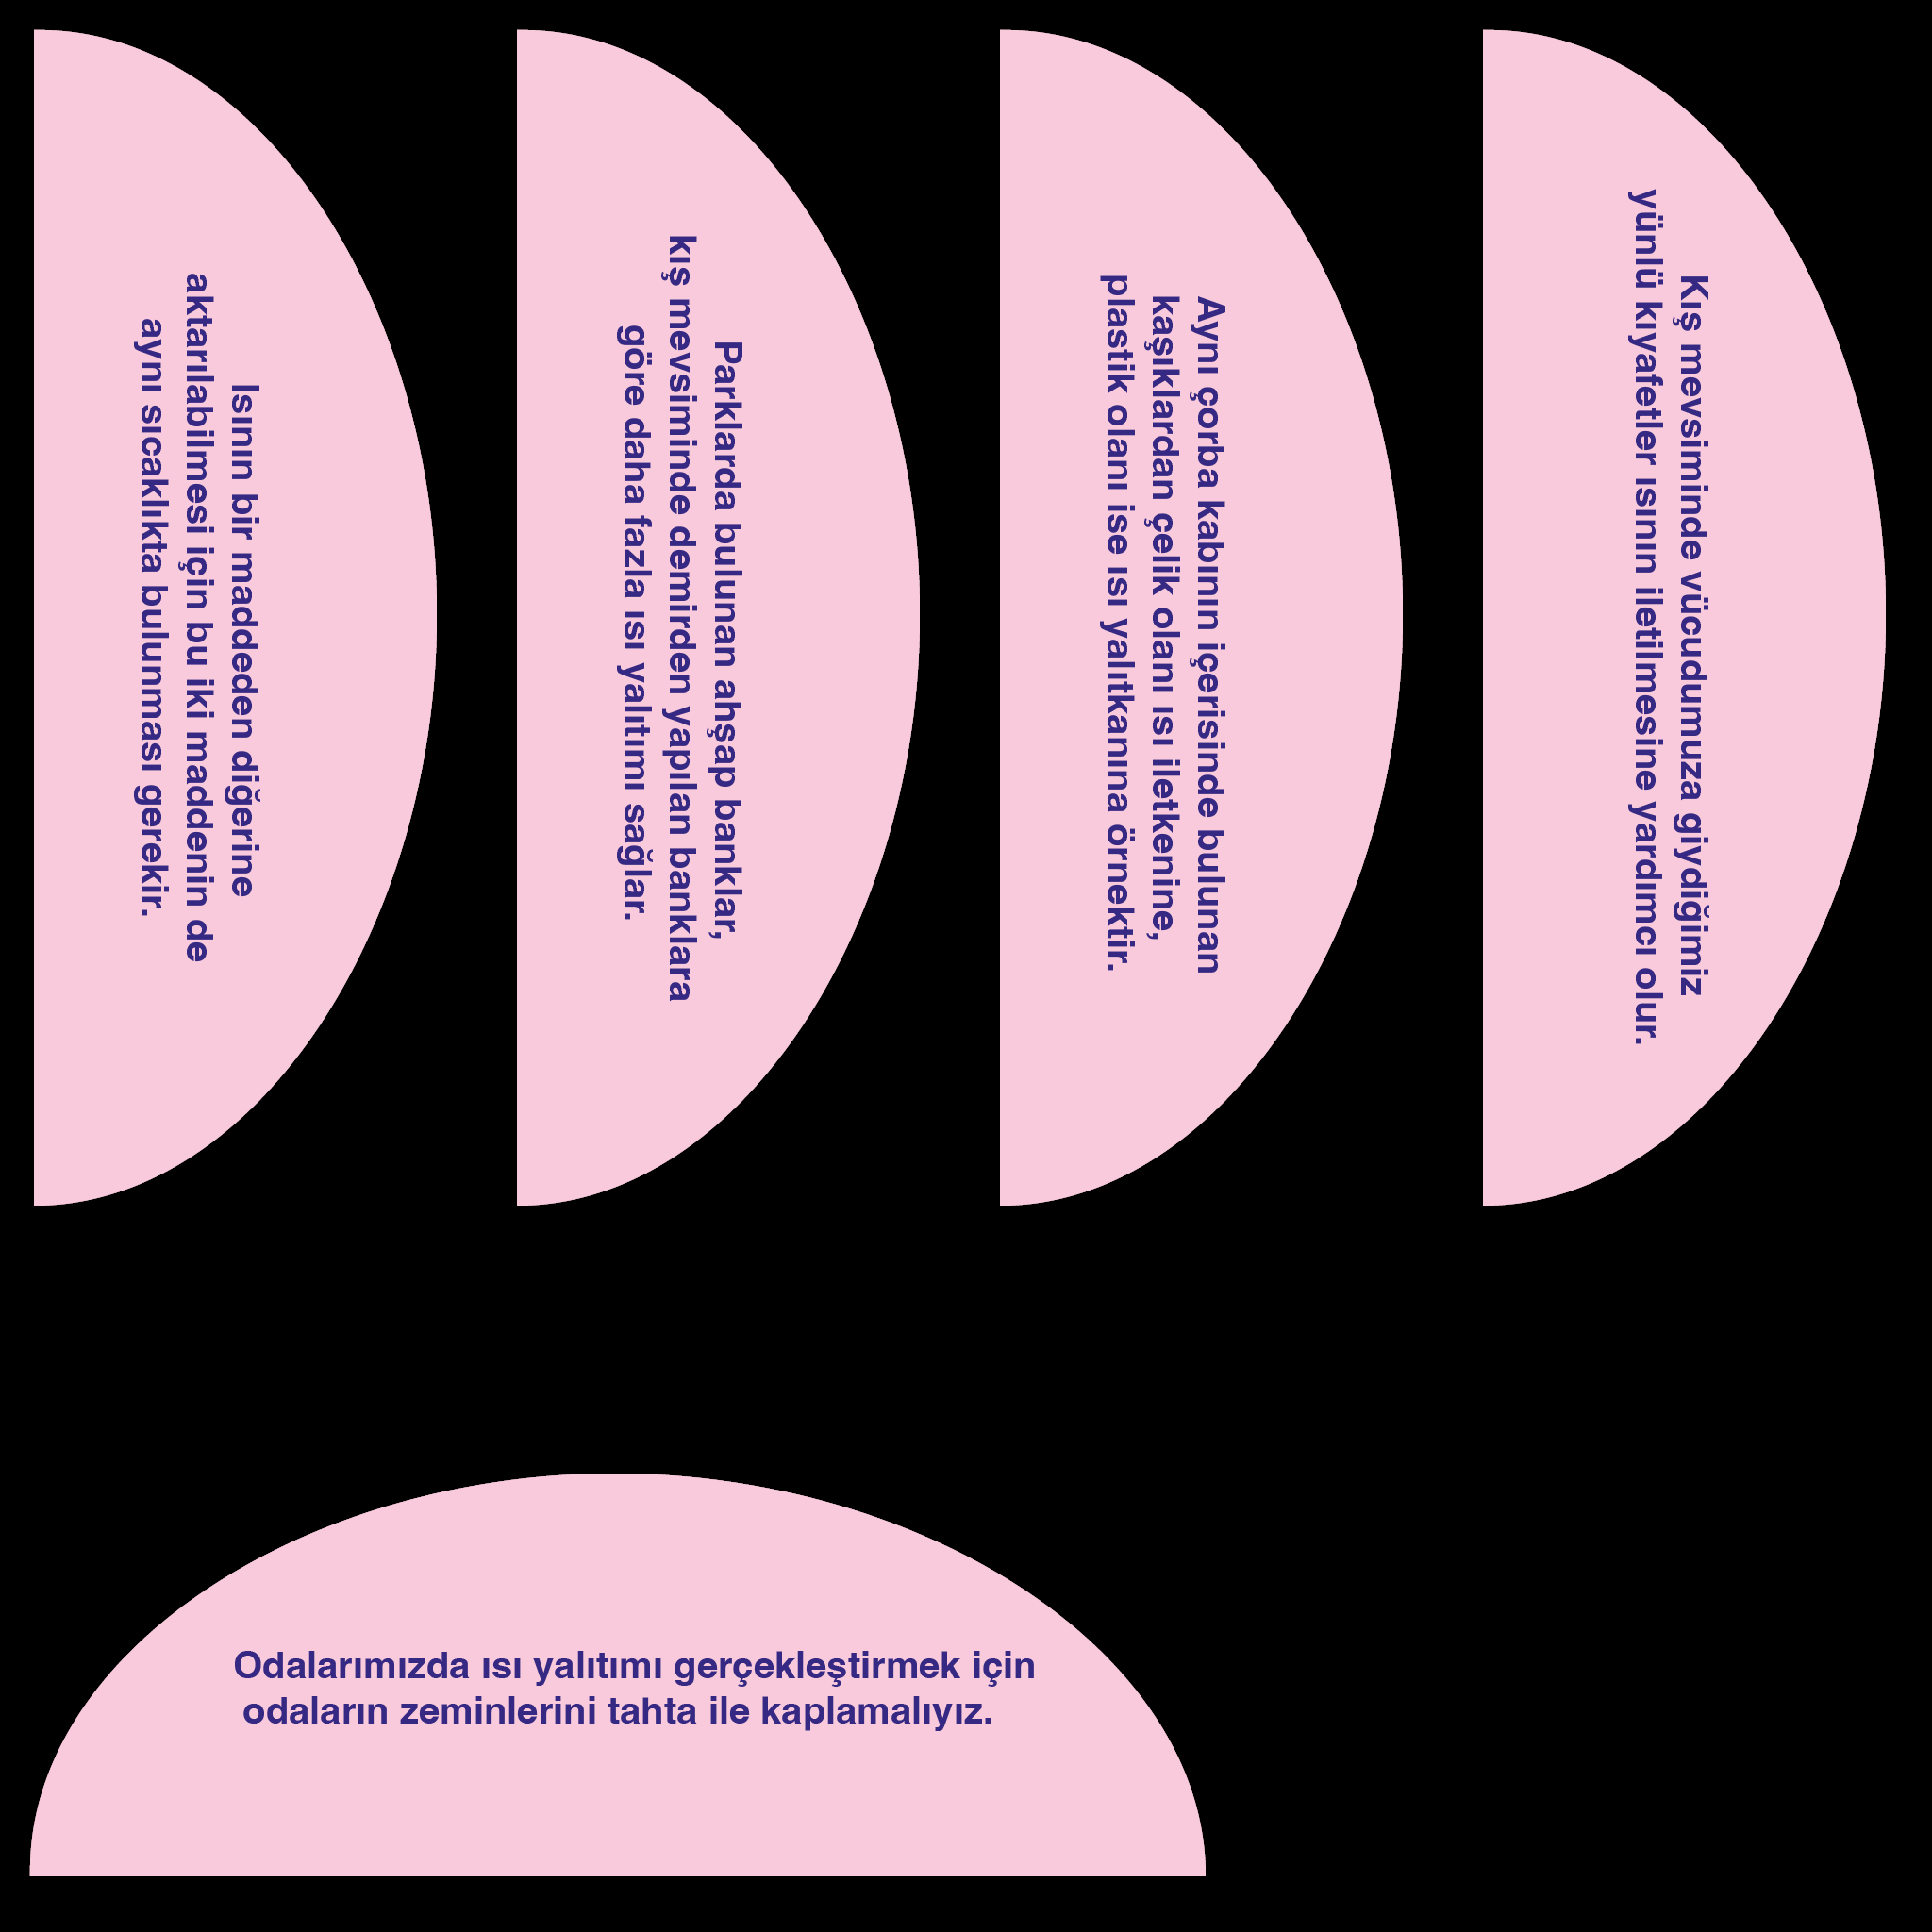 Isının bir maddeden diğerine
aktarılabilmesi için bu iki maddenin de
aynı sıcaklıkta bulunması gerekir.
Parklarda bulunan ahşap banklar,
kış mevsiminde demirden yapılan banklara
göre daha fazla ısı yalıtımı sağlar.
Aynı çorba kabının içerisinde bulunan
kaşıklardan çelik olanı ısı iletkenine,
plastik olanı ise ısı yalıtkanına örnektir.
Kış mevsiminde vücudumuza giydiğimiz
yünlü kıyafetler ısının iletilmesine yardımcı olur.
Odalarımızda ısı yalıtımı gerçekleştirmek için
odaların zeminlerini tahta ile kaplamalıyız.